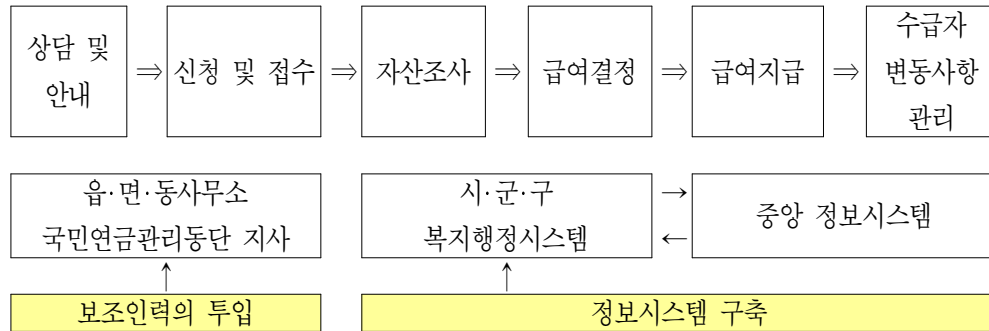 상담 및
안내
⇒
신청 및 접수
⇒
자산조사
⇒
급여결정
⇒
급여지급
⇒
수급자
변동사항
관리
읍·면·동사무소
국민연금관리동단 지사
시·군·구
복지행정시스템
→
←
중앙 정보시스템
↑
↑
보조인력의 투입
정보시스템 구축